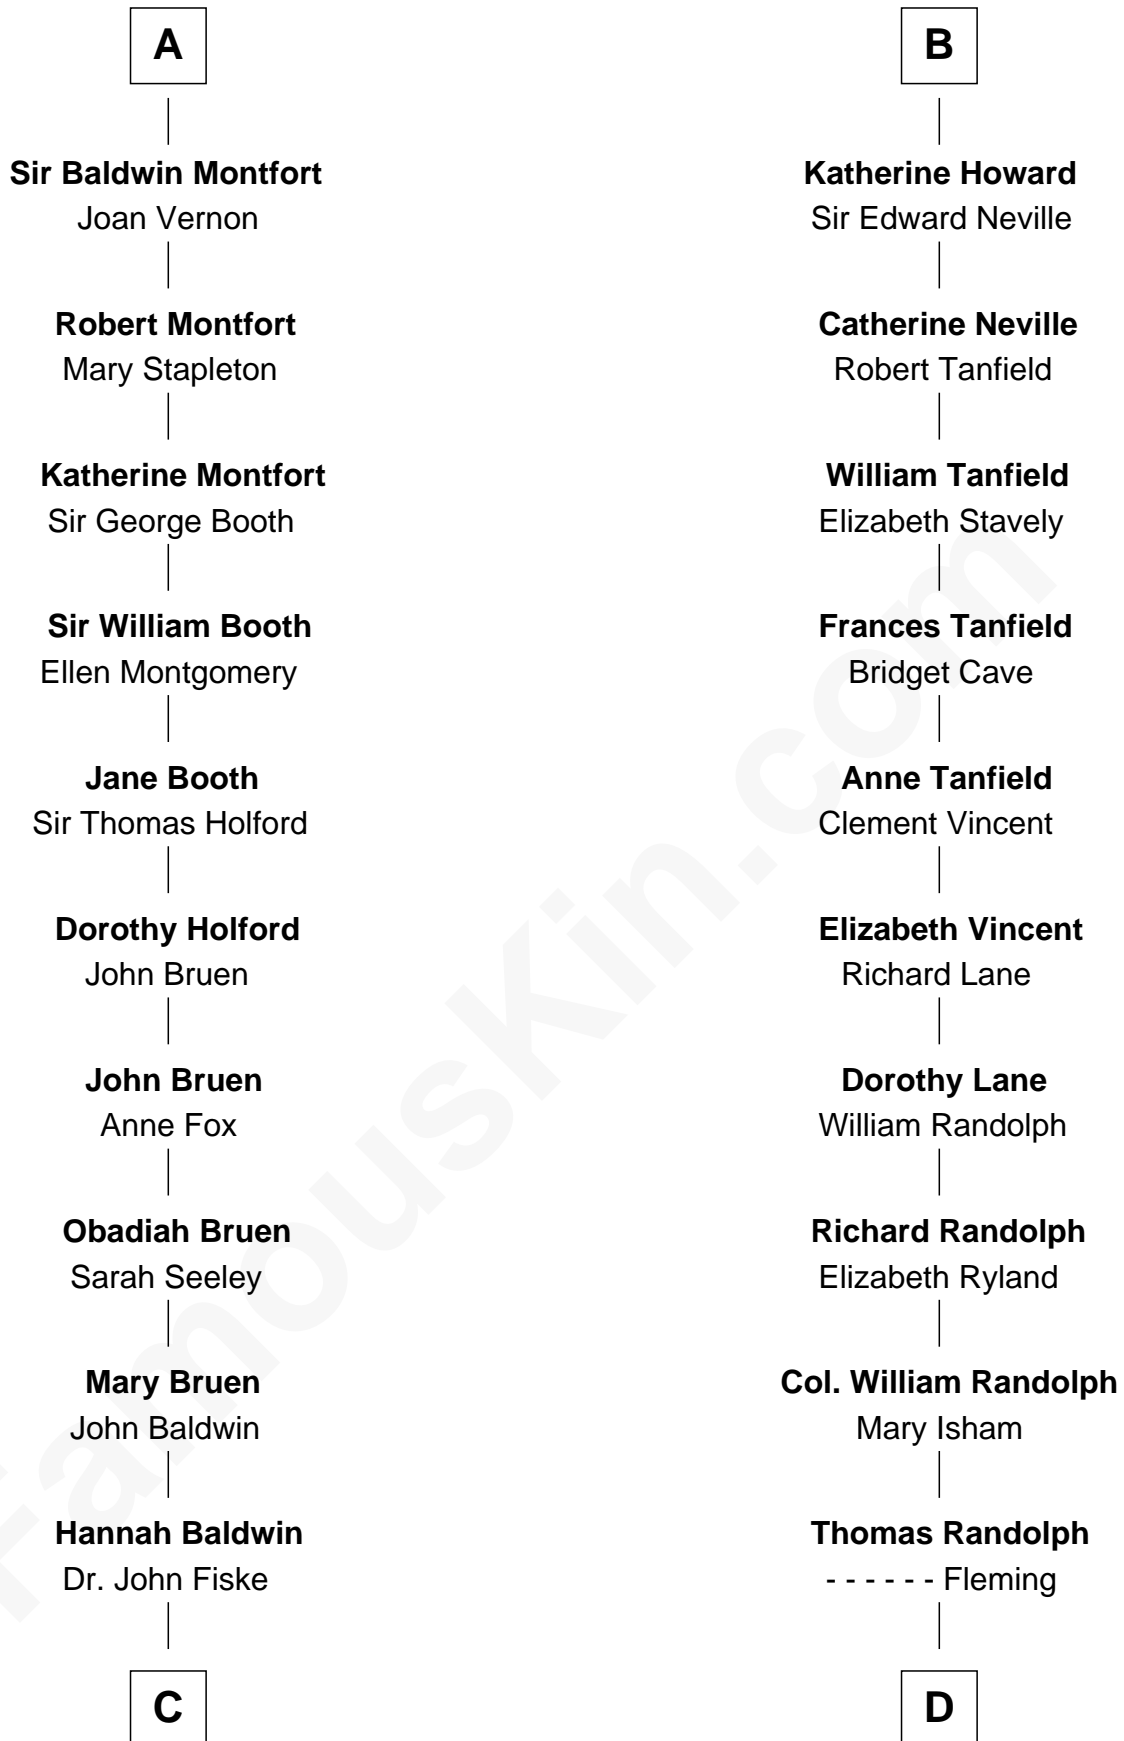 A
Sir Baldwin Montfort
Joan Vernon
Robert Montfort
Mary Stapleton
Katherine Montfort
Sir George Booth
Sir William Booth
Ellen Montgomery
Jane Booth
Sir Thomas Holford
Dorothy Holford
John Bruen
John Bruen
Anne Fox
Obadiah Bruen
Sarah Seeley
Mary Bruen
John Baldwin
Hannah Baldwin
Dr. John Fiske
C
B
Katherine Howard
Sir Edward Neville
Catherine Neville
Robert Tanfield
William Tanfield
Elizabeth Stavely
Frances Tanfield
Bridget Cave
Anne Tanfield
Clement Vincent
Elizabeth Vincent
Richard Lane
Dorothy Lane
William Randolph
Richard Randolph
Elizabeth Ryland
Col. William Randolph
Mary Isham
Thomas Randolph
- - - - - - Fleming
D
FamousKin.com